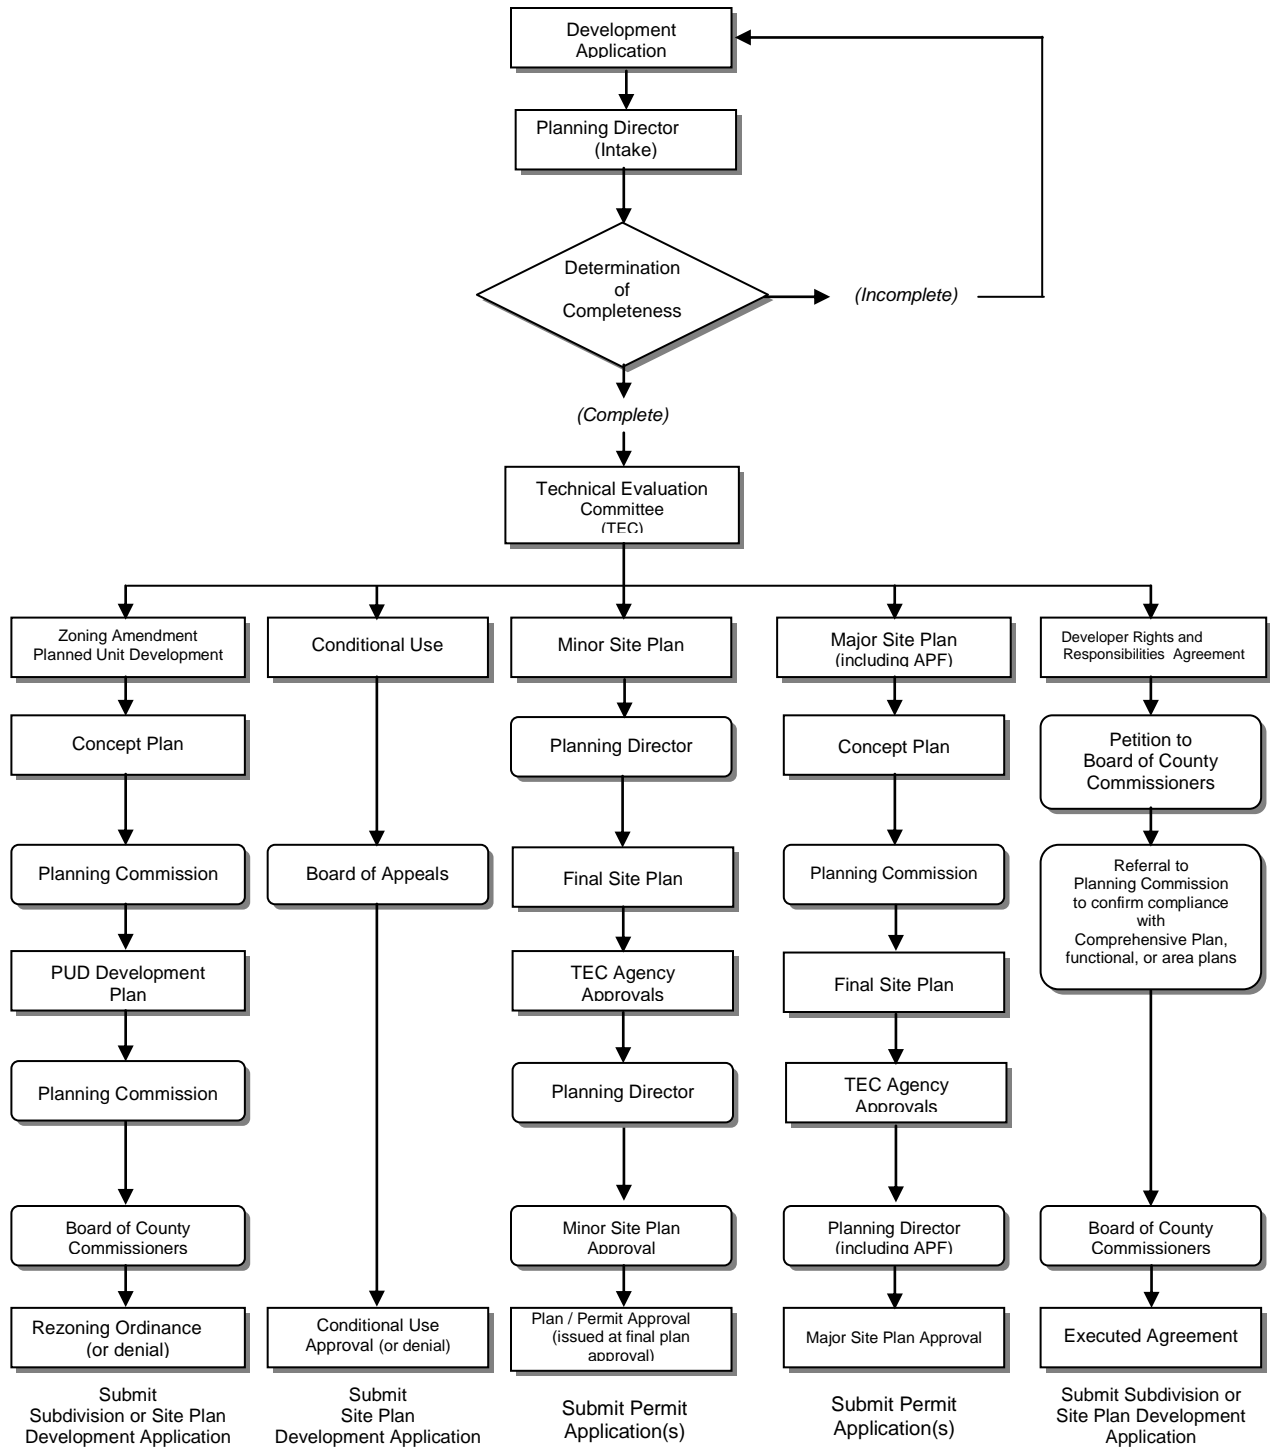 Development
Application
Planning Director
(Intake)
Determination
of
Completeness
(Incomplete)
(Complete)
Technical Evaluation
Committee
(TEC)
Zoning Amendment
Planned Unit Development
Concept Plan
Planning Commission
PUD Development
Plan
Planning Commission
Board of County
Commissioners
Rezoning Ordinance
(or denial)
Submit
Subdivision or Site Plan
Development Application
Conditional Use
Board of Appeals
Conditional Use
Approval (or denial)
Submit
Site Plan
Development Application
Minor Site Plan
Planning Director
Final Site Plan
TEC Agency
Approvals
Planning Director
Minor Site Plan
Approval
Plan / Permit Approval
(issued at final plan
approval)
Submit Permit
Application(s)
Major Site Plan
(including APF)
Concept Plan
Planning Commission
Final Site Plan
TEC Agency
Approvals
Planning Director
(including APF)
Major Site Plan Approval
Submit Permit
Application(s)
Developer Rights and
Responsibilities Agreement
Petition to
Board of County
Commissioners
Referral to
Planning Commission
to confirm compliance
with
Comprehensive Plan,
functional, or area plans
Board of County
Commissioners
Executed Agreement
Submit Subdivision or
Site Plan Development
Application